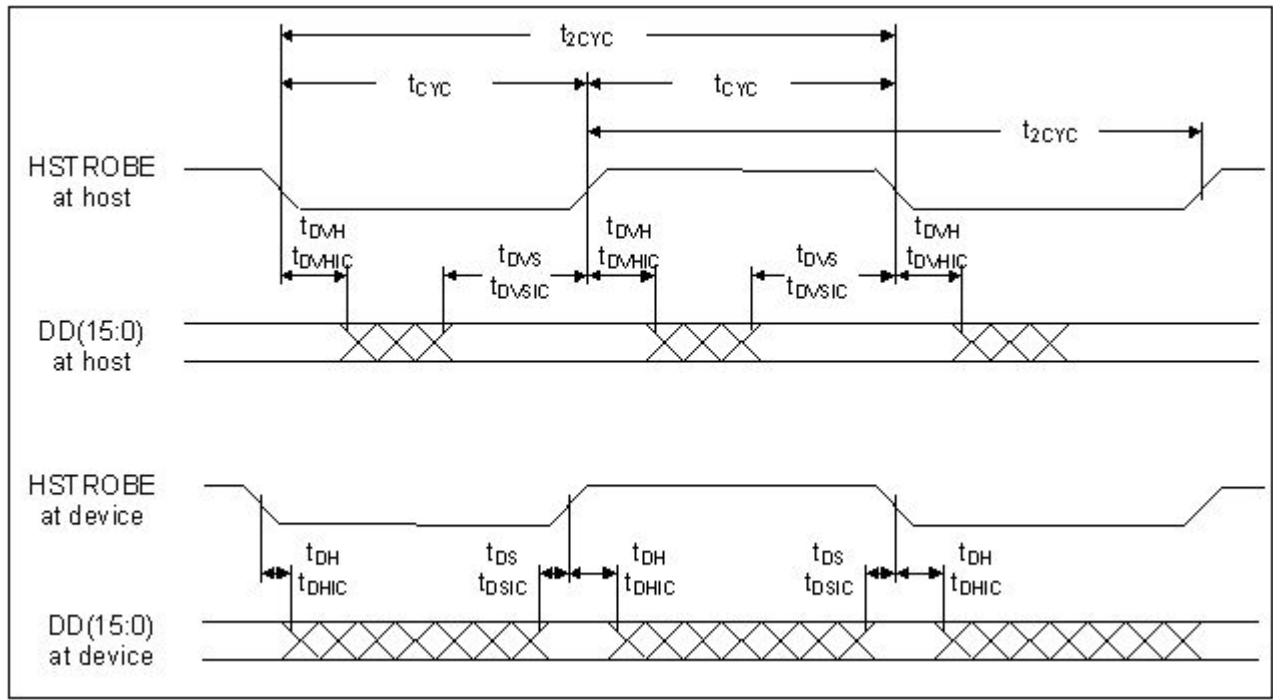 t2CYC
tCYC
tCYC
t2CYC
HSTROBE
at host
tDVH
tDVHIC
tDVS
tDVSIC
tDVH
tDVHIC
tDVS
tDVSIC
tDVH
tDVHIC
DD(15:0)
at host
HSTROBE
at device
tDH
tDHIC
tDS
tDSIC
tDH
tDHIC
tDS
tDSIC
tDH
tDHIC
DD(15:0)
at device